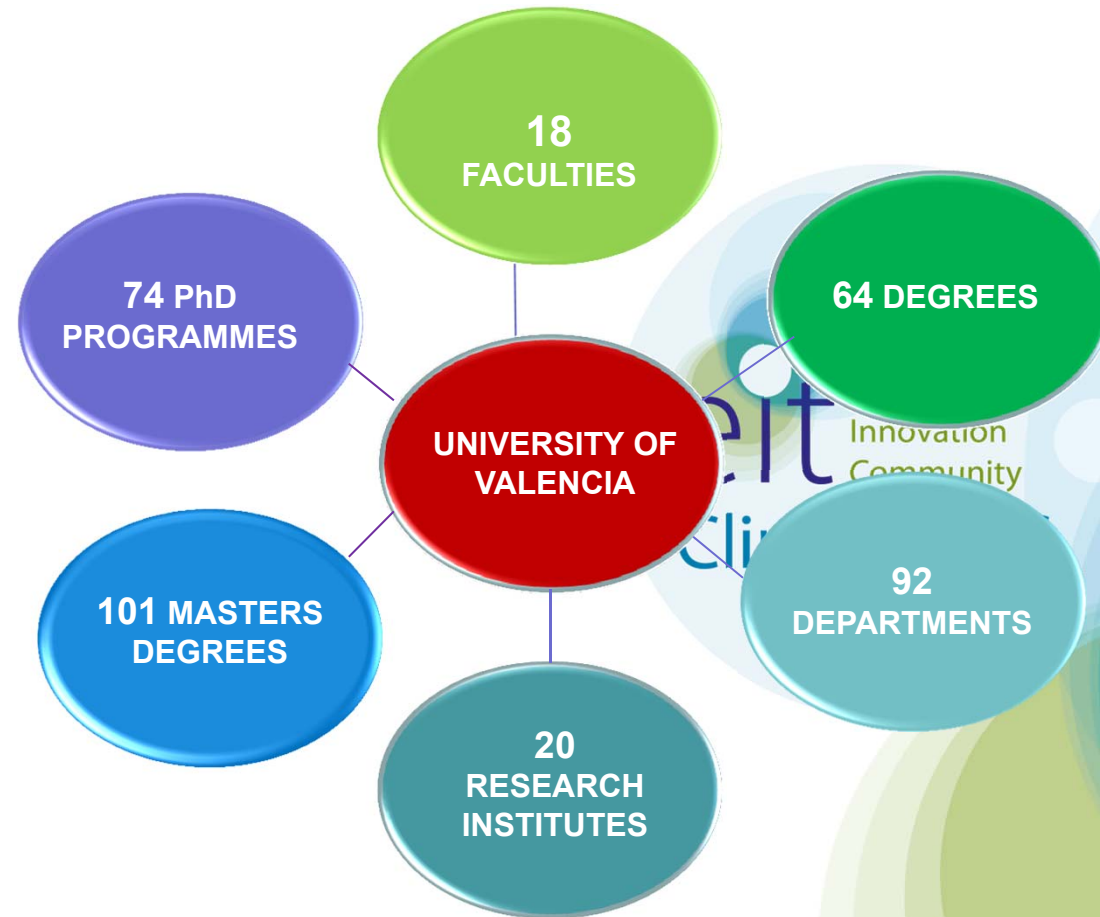 18
FACULTIES
74 PhD
PROGRAMMES
64 DEGREES
UNIVERSITY OF
VALENCIA
eit
Innovation
Community
101 MASTERS
DEGREES
92
DEPARTMENTS
20
RESEARCH
INSTITUTES